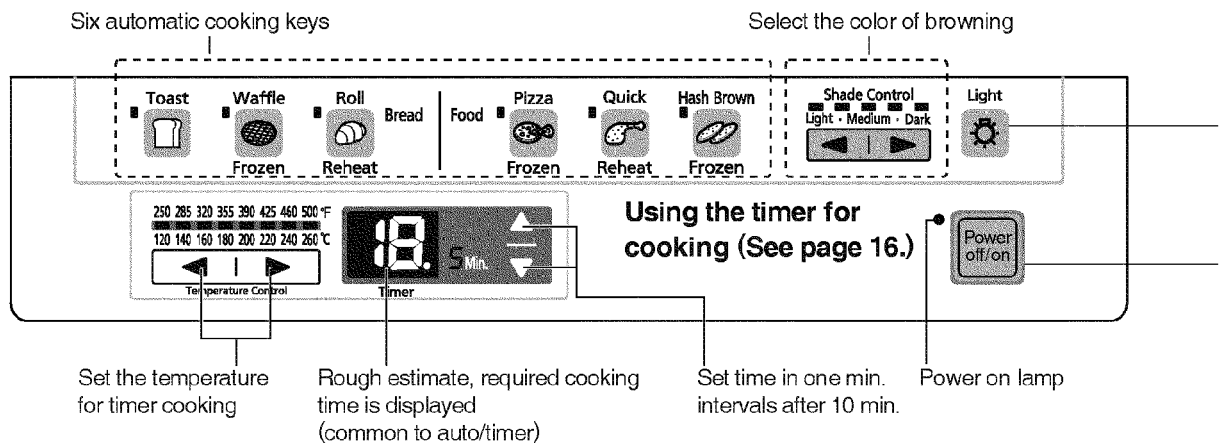 Six automatic cooking keys
Select the color of browning
Toast
Waffle
Roll
Bread
Food
Pizza
Quick
Hash Brown
Frozen
Reheat
Frozen
Reheat
Frozen
Shade Control
Light · Medium · Dark
Light
250 285 320 355 390 425 460 500 °F
120 140 160 180 200 220 240 260 °C
Temperature Control
18.
5 Min.
Timer
Using the timer for
cooking (See page 16.)
Power
off/on
Set the temperature
for timer cooking
Rough estimate, required cooking
time is displayed
(common to auto/timer)
Set time in one min.
intervals after 10 min.
Power on lamp